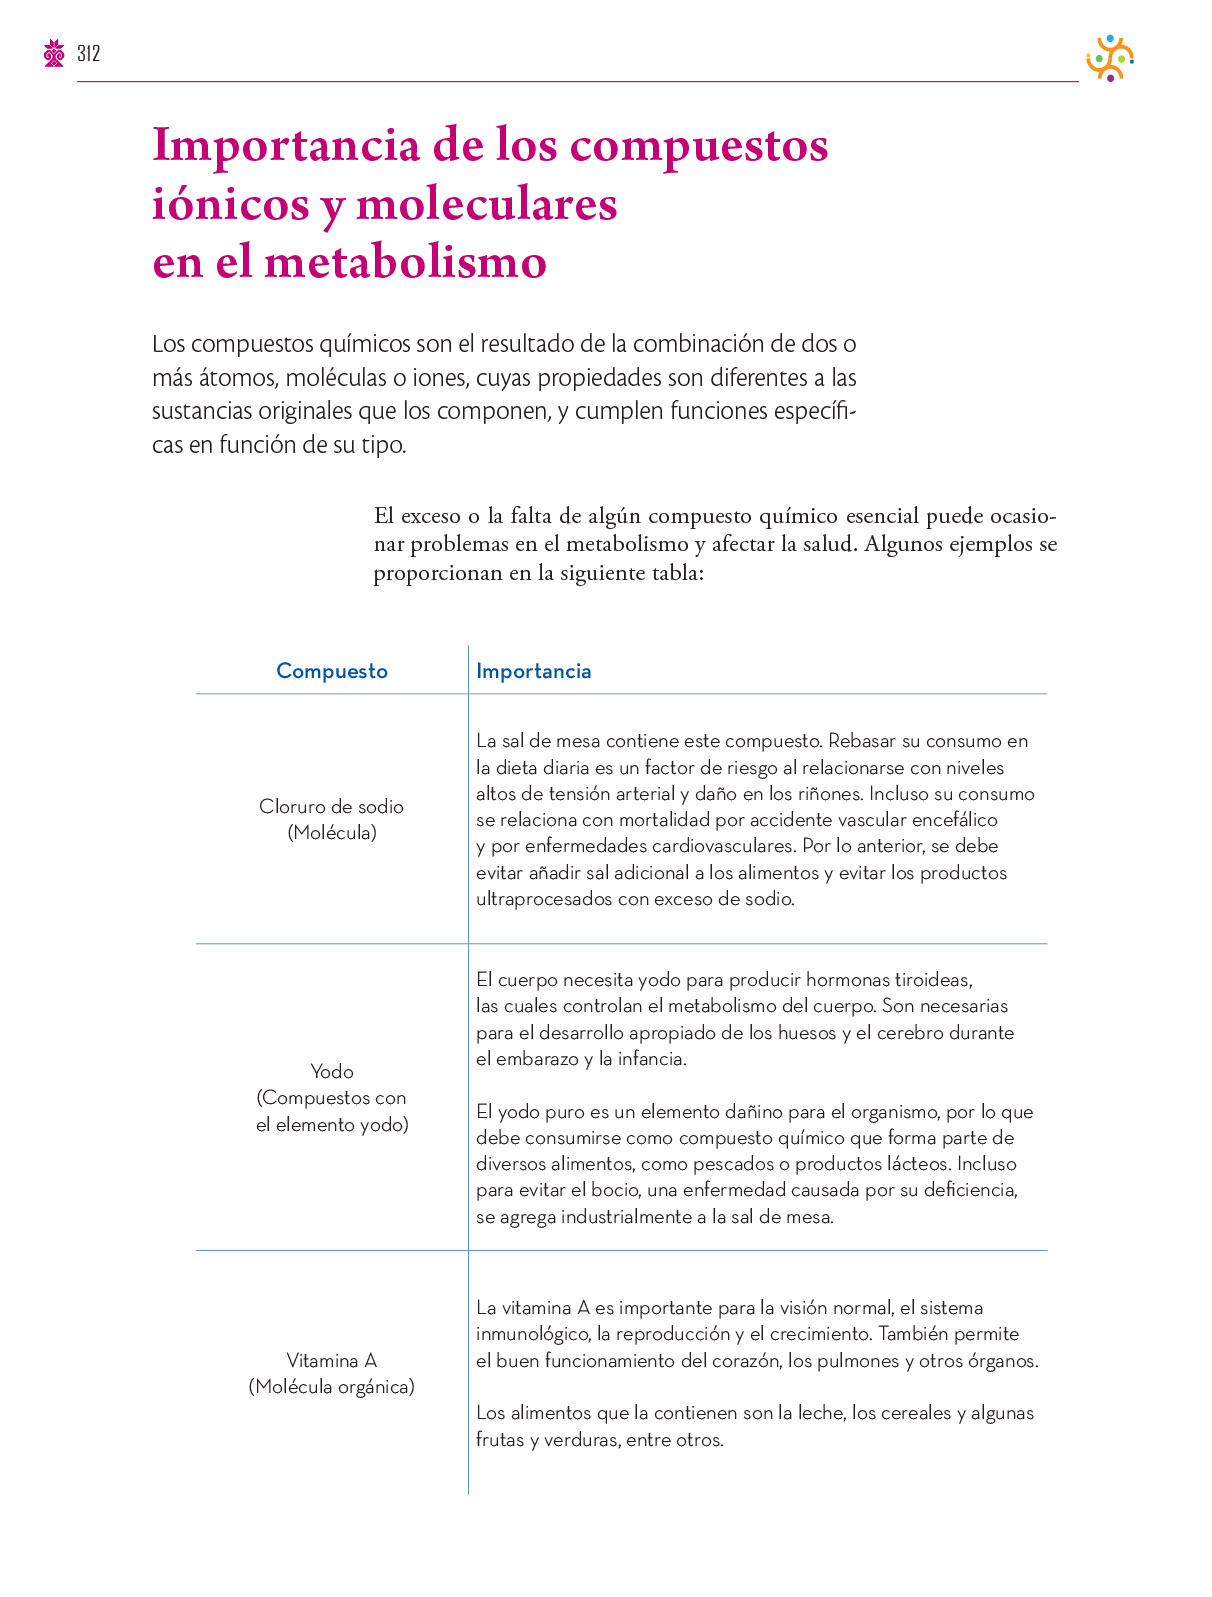 312
Importancia de los compuestos
iónicos y moleculares
en el metabolismo
Los compuestos químicos son el resultado de la combinación de dos o
más átomos, moléculas o iones, cuyas propiedades son diferentes a las
sustancias originales que los componen, y cumplen funciones específi-
cas en función de su tipo.
El exceso o la falta de algún compuesto químico esencial puede ocasio-
nar problemas en el metabolismo y afectar la salud. Algunos ejemplos se
proporcionan en la siguiente tabla:
Compuesto
Importancia
Cloruro de sodio
(Molécula)
La sal de mesa contiene este compuesto. Rebasar su consumo en
la dieta diaria es un factor de riesgo al relacionarse con niveles
altos de tensión arterial y daño en los riñones. Incluso su consumo
se relaciona con mortalidad por accidente vascular encefálico
y por enfermedades cardiovasculares. Por lo anterior, se debe
evitar añadir sal adicional a los alimentos y evitar los productos
ultraprocesados con exceso de sodio.
Yodo
(Compuestos con
el elemento yodo)
El cuerpo necesita yodo para producir hormonas tiroideas,
las cuales controlan el metabolismo del cuerpo. Son necesarias
para el desarrollo apropiado de los huesos y el cerebro durante
el embarazo y la infancia.
El yodo puro es un elemento dañino para el organismo, por lo que
debe consumirse como compuesto químico que forma parte de
diversos alimentos, como pescados o productos lácteos. Incluso
para evitar el bocio, una enfermedad causada por su deficiencia,
se agrega industrialmente a la sal de mesa.
Vitamina A
(Molécula orgánica)
La vitamina A es importante para la visión normal, el sistema
inmunológico, la reproducción y el crecimiento. También permite
el buen funcionamiento del corazón, los pulmones y otros órganos.
Los alimentos que la contienen son la leche, los cereales y algunas
frutas y verduras, entre otros.